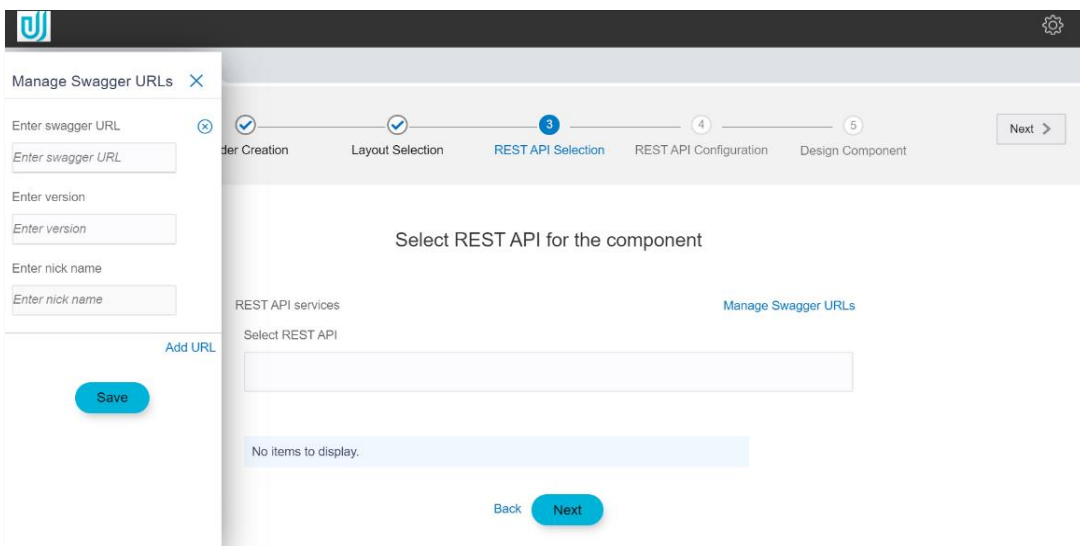 Manage Swagger URLs
Enter swagger URL
Enter swagger URL
Enter version
Enter version
Enter nick name
Enter nick name
Add URL
Save
der Creation
Layout Selection
3
REST API Selection
4
REST API Configuration
5
Design Component
Next
Select REST API for the component
REST API services
Manage Swagger URLs
Select REST API
No items to display.
Back
Next